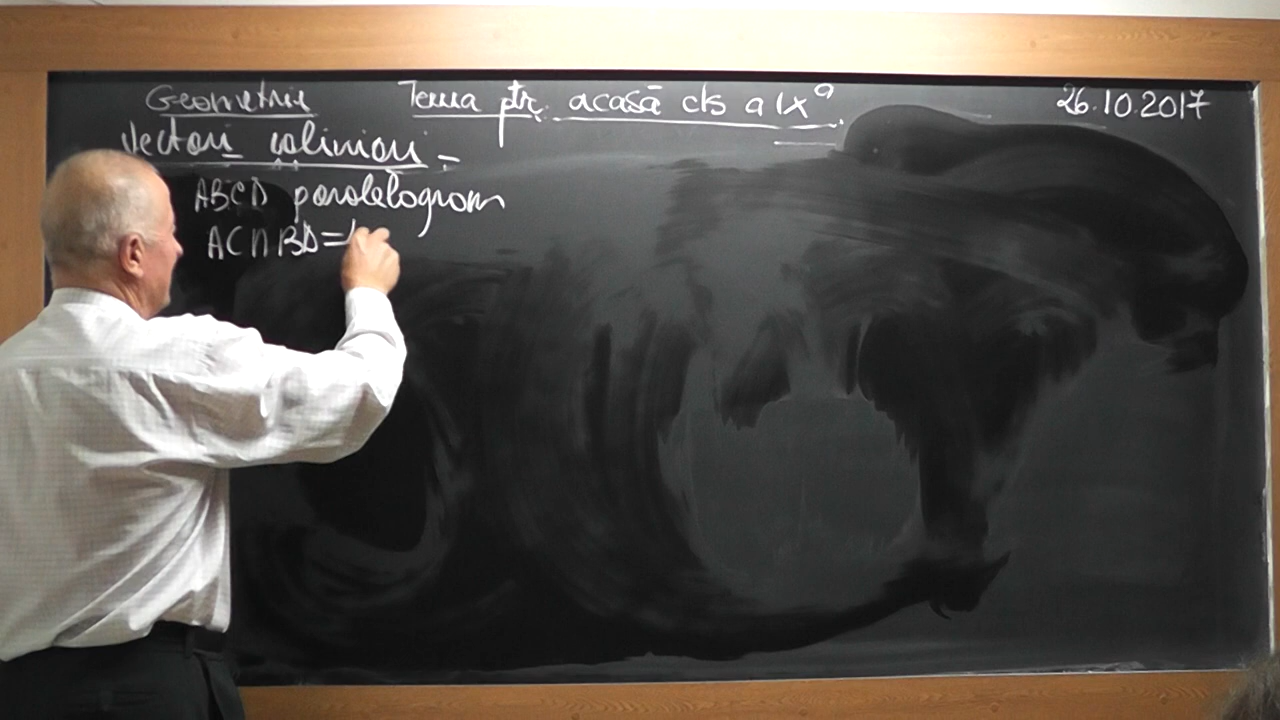 Geometrie Tema ptr. acasă cls a IX a 26.10.2017
Vectori coliniari
ABCD paralelogram
AC ∩ BD =